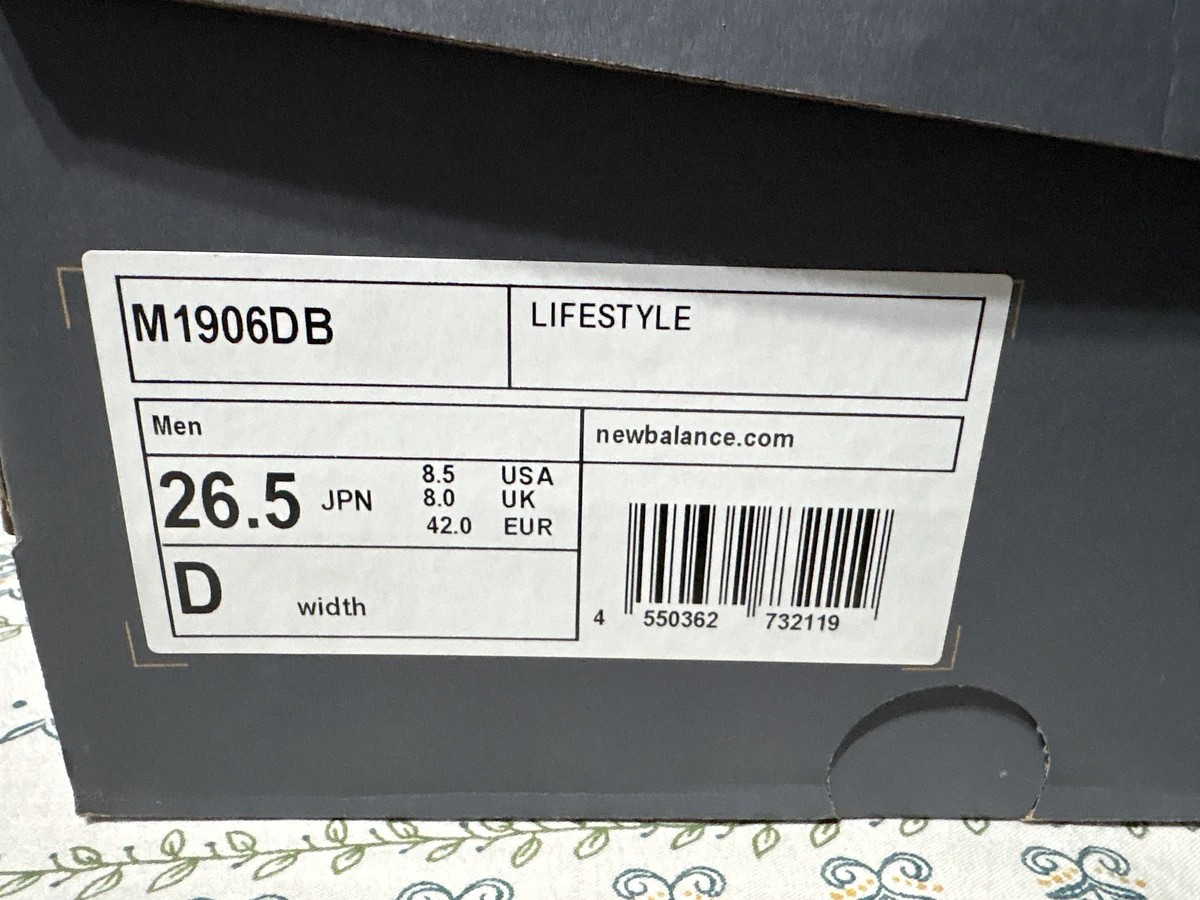 M1906DB
LIFESTYLE
Men
newbalance.com
26.5 JPN
8.5 USA
8.0 UK
42.0 EUR
D width
4 550362 732119